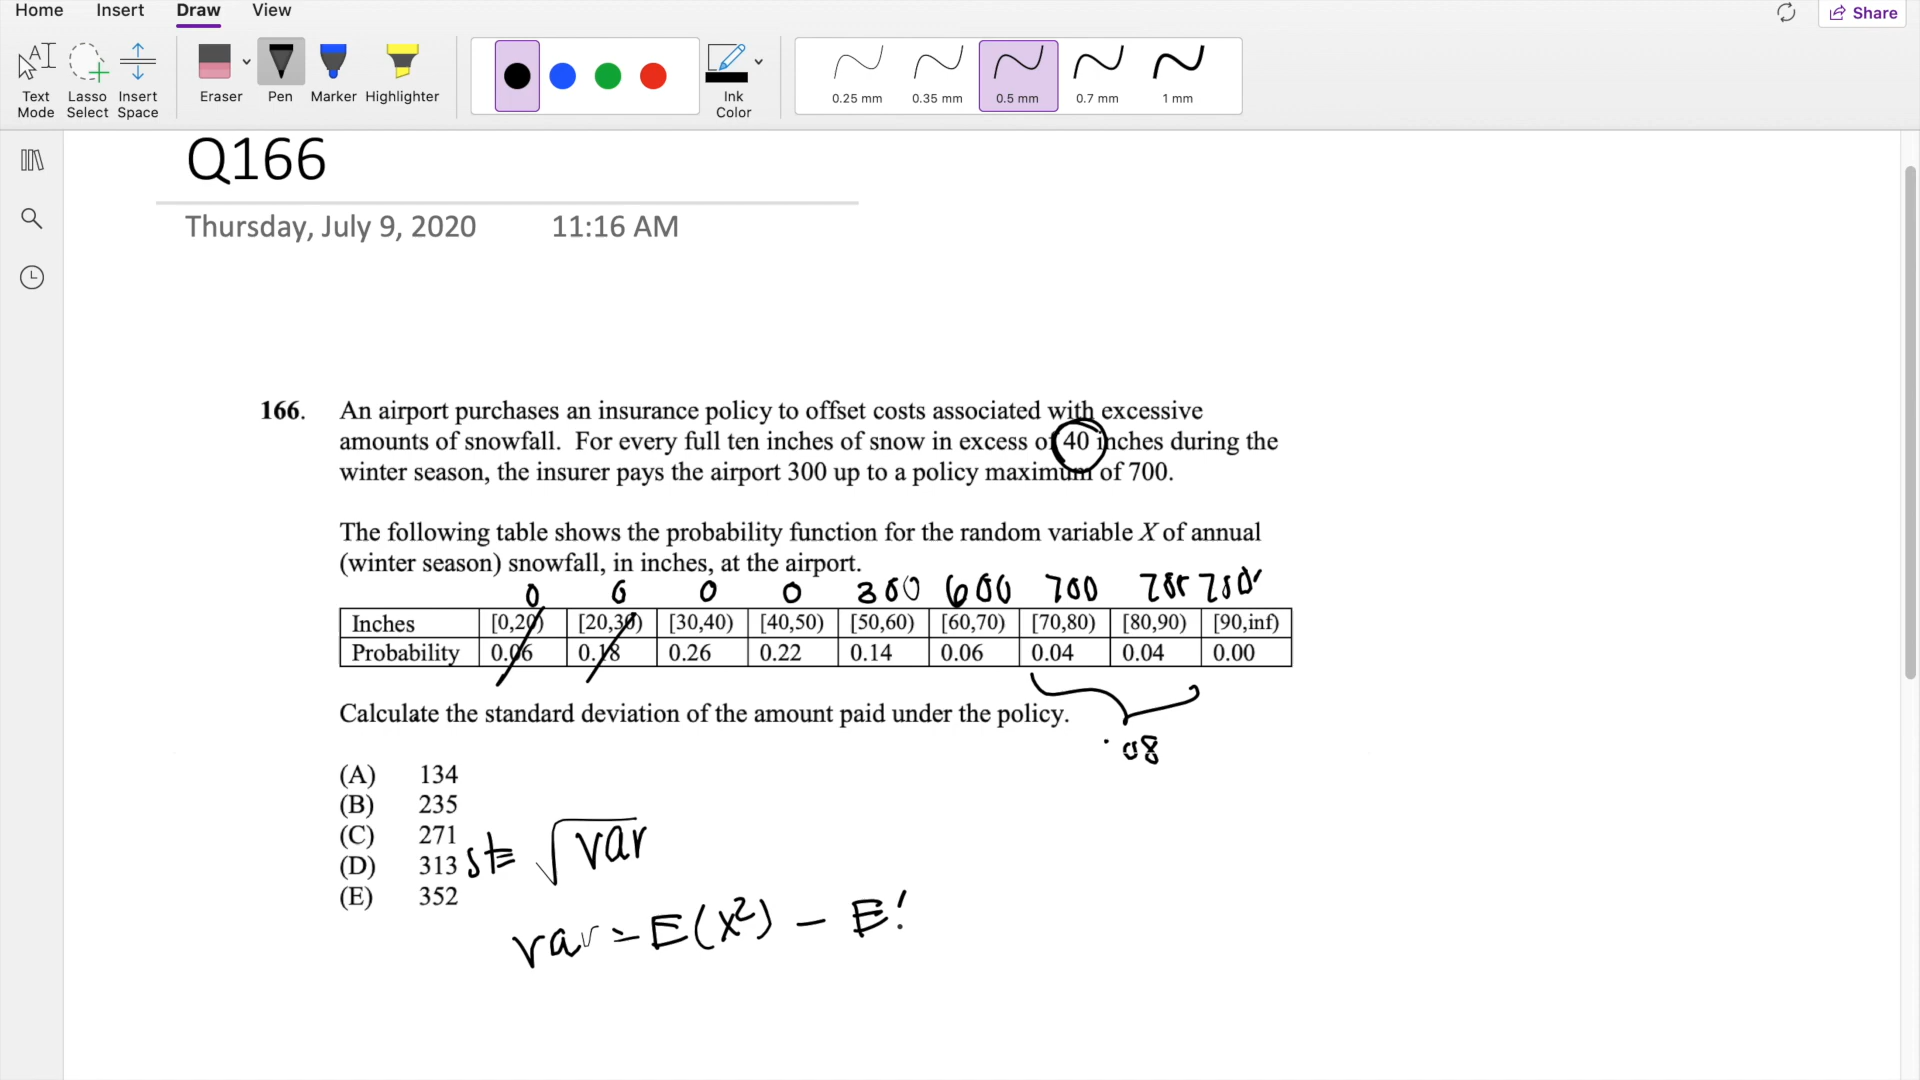 Home Insert Draw View
Share
Text Mode
Lasso Select
Insert Space
Eraser
Pen
Marker
Highlighter
Ink Color
0.25 mm
0.35 mm
0.5 mm
0.7 mm
1 mm
Q166
Thursday, July 9, 2020 11:16 AM
166. An airport purchases an insurance policy to offset costs associated with excessive
amounts of snowfall. For every full ten inches of snow in excess of 40 inches during the
winter season, the insurer pays the airport 300 up to a policy maximum of 700.
The following table shows the probability function for the random variable X of annual
(winter season) snowfall, in inches, at the airport.
0 0 0 0 300 600 700 700 700
Inches [0,20) [20,30) [30,40) [40,50) [50,60) [60,70) [70,80) [80,90) [90,inf)
Probability 0.06 0.18 0.26 0.22 0.14 0.06 0.04 0.04 0.00
Calculate the standard deviation of the amount paid under the policy.
.08
(A) 134
(B) 235
(C) 271
(D) 313
(E) 352
st= √var
var = E(x²) - E